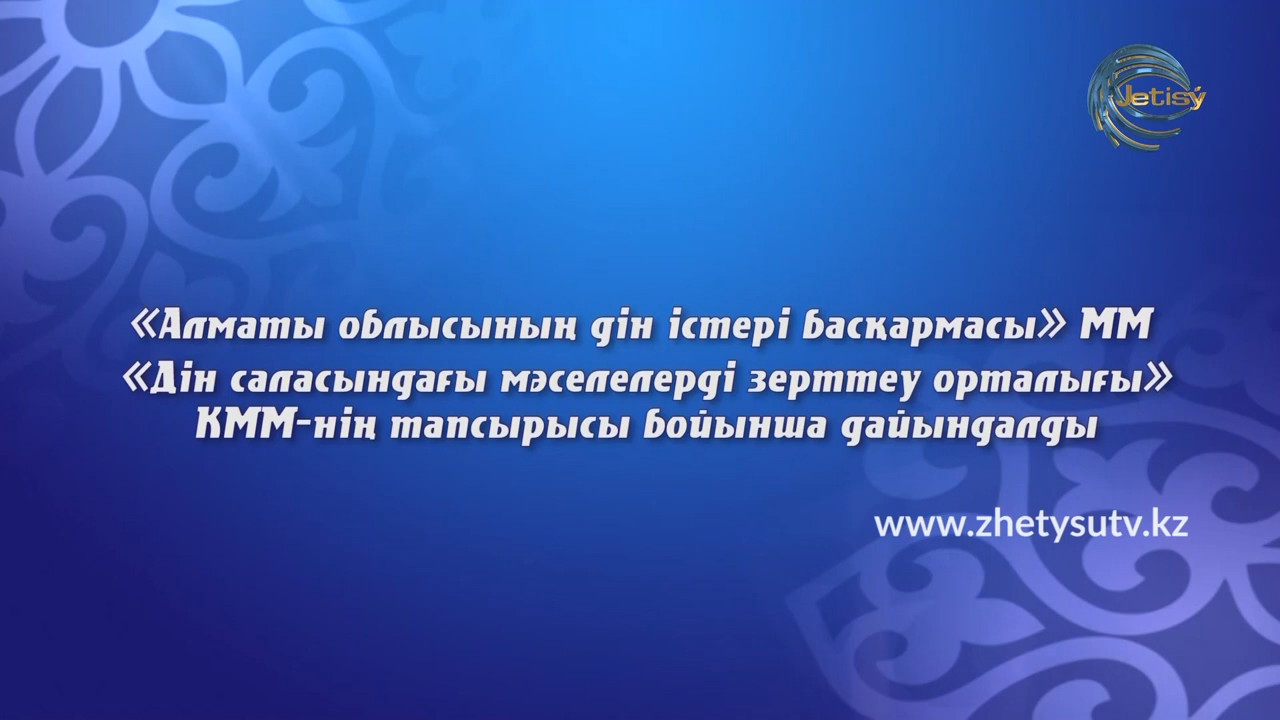 Jetisý
«Алматы облысының дін істері басқармасы» ММ
«Дін саласындағы мәселелерді зерттеу орталығы»
КММ-нің тапсырысы бойынша дайындалды
www.zhetysutv.kz